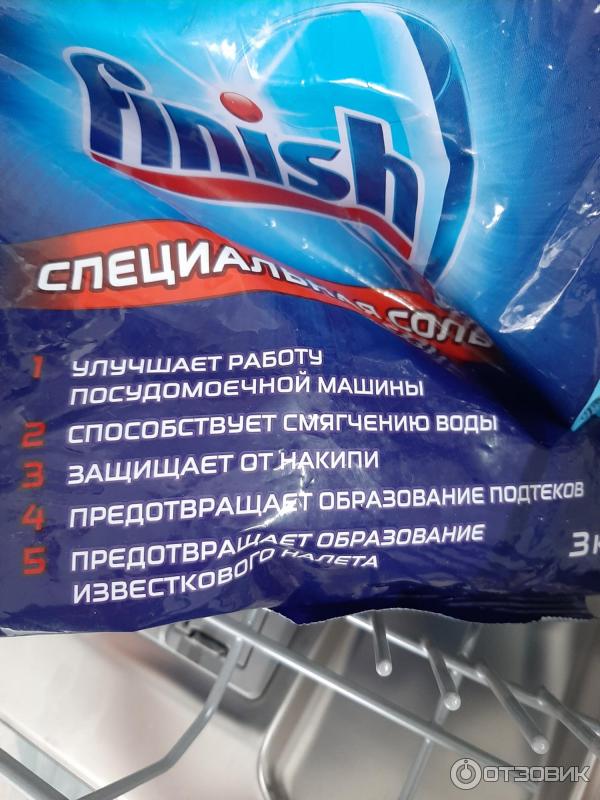 finish
СПЕЦИАЛЬНАЯ СОЛЬ
1 УЛУЧШАЕТ РАБОТУ
ПОСУДОМОЕЧНОЙ МАШИНЫ
2 СПОСОБСТВУЕТ СМЯГЧЕНИЮ ВОДЫ
3 ЗАЩИЩАЕТ ОТ НАКИПИ
4 ПРЕДОТВРАЩАЕТ ОБРАЗОВАНИЕ ПОДТЕКОВ
5 ПРЕДОТВРАЩАЕТ ОБРАЗОВАНИЕ
ИЗВЕСТКОВОГО НАЛЕТА
3 к
ОТЗОВИК